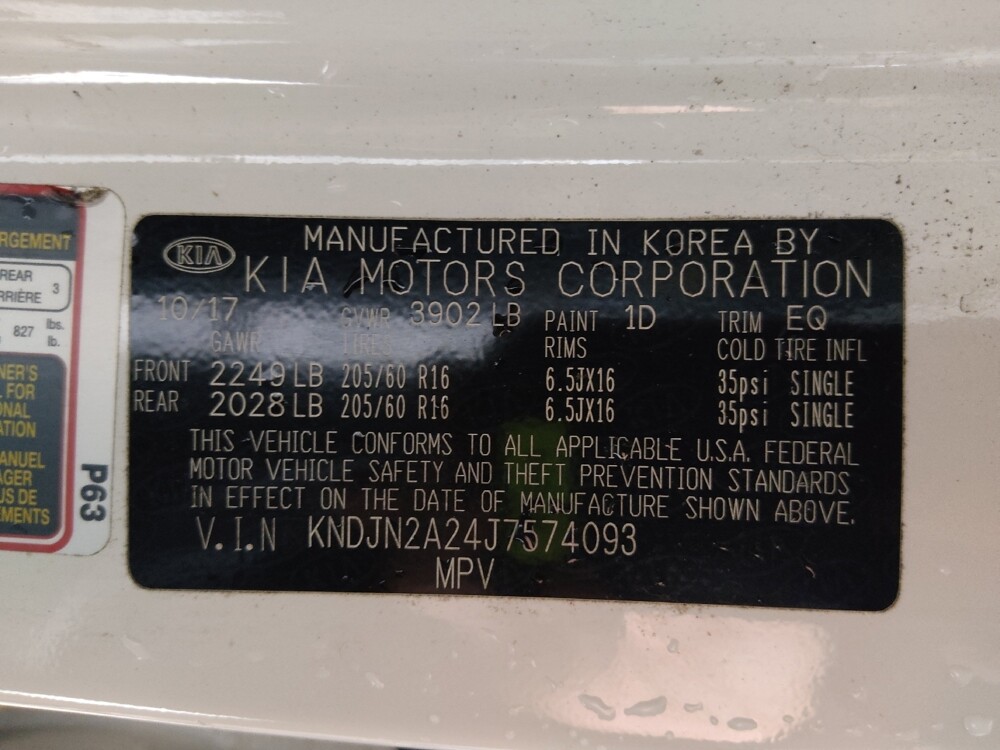 RGEMENT
REAR
RRIÈRE 3
827 lbs.
lb.
NER'S
FOR
ONAL
ATION
ANUEL
AGER
US DE
EMENTS
P63
KIA
MANUFACTURED IN KOREA BY
KIA MOTORS CORPORATION
10/17 GVWR 3902 LB PAINT 1D TRIM EQ
GAWR TIRES RIMS COLD TIRE INFL
FRONT 2249 LB 205/60 R16 6.5JX16 35psi SINGLE
REAR 2028 LB 205/60 R16 6.5JX16 35psi SINGLE
THIS VEHICLE CONFORMS TO ALL APPLICABLE U.S.A. FEDERAL
MOTOR VEHICLE SAFETY AND THEFT PREVENTION STANDARDS
IN EFFECT ON THE DATE OF MANUFACTURE SHOWN ABOVE.
V.I.N KNDJN2A24J7574093
MPV